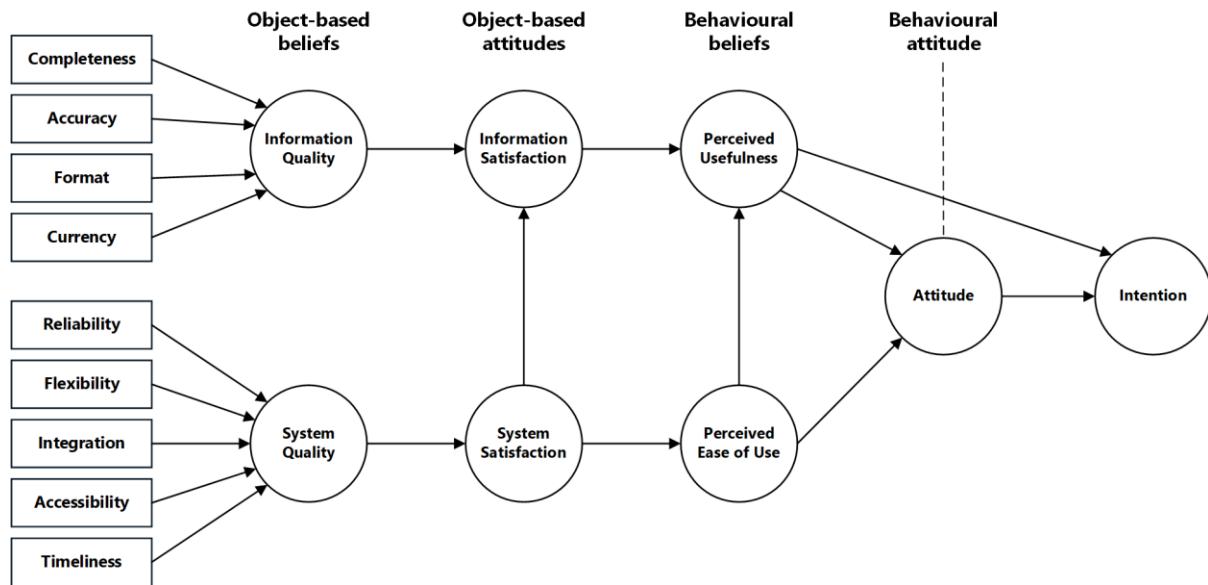 Object-based
beliefs
Object-based
attitudes
Behavioural
beliefs
Behavioural
attitude
Completeness
Accuracy
Format
Currency
Information
Quality
Information
Satisfaction
Perceived
Usefulness
Attitude
Intention
Reliability
Flexibility
Integration
Accessibility
Timeliness
System
Quality
System
Satisfaction
Perceived
Ease of Use